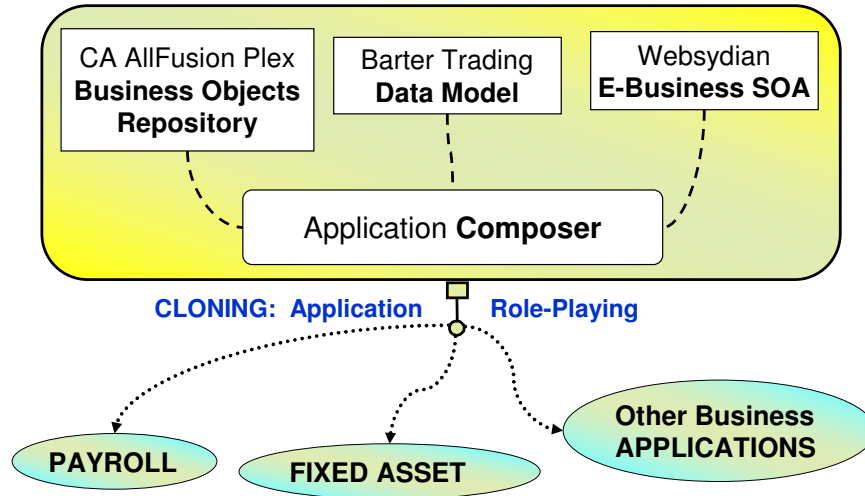 CA AllFusion Plex
Business Objects
Repository
Barter Trading
Data Model
Websydian
E-Business SOA
Application Composer
CLONING: Application Role-Playing
PAYROLL
FIXED ASSET
Other Business
APPLICATIONS